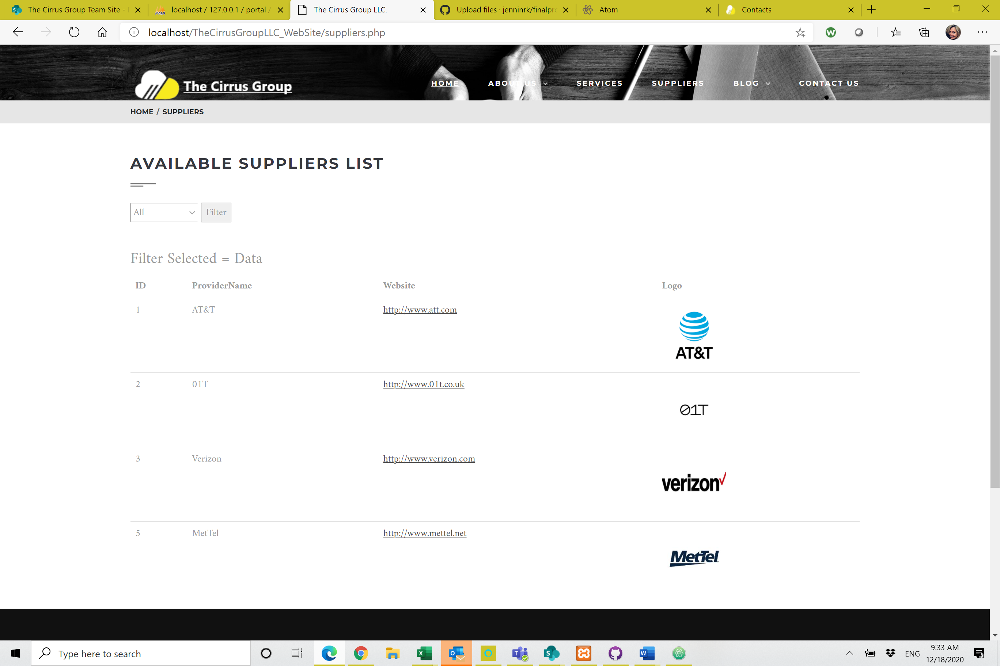 The Cirrus Group Team Site -
localhost / 127.0.0.1 / portal /
The Cirrus Group LLC.
Upload files · jenninrk/finalpro
Atom
Contacts
localhost/TheCirrusGroupLLC_WebSite/suppliers.php
The Cirrus Group
HOME
ABOUT US
SERVICES
SUPPLIERS
BLOG
CONTACT US
HOME / SUPPLIERS
AVAILABLE SUPPLIERS LIST
All
Filter
Filter Selected = Data
ID ProviderName Website Logo
1 AT&T http://www.att.com
AT&T
2 01T http://www.01t.co.uk
01T
3 Verizon http://www.verizon.com
verizon
5 MetTel http://www.mettel.net
MetTel
Type here to search
ENG
9:33 AM
12/18/2020